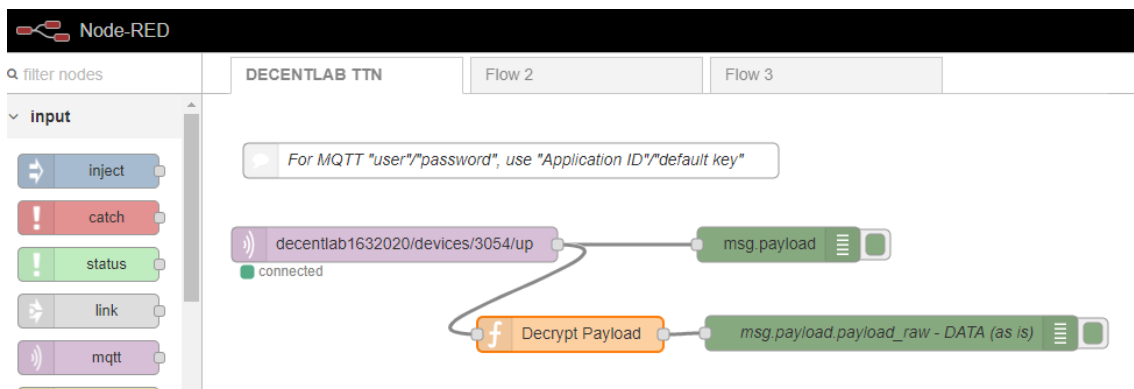 Node-RED
filter nodes
DECENTLAB TTN
Flow 2
Flow 3
input
For MQTT "user"/"password", use "Application ID"/"default key"
inject
catch
decentlab1632020/devices/3054/up
msg.payload
status
connected
link
Decrypt Payload
msg.payload.payload_raw - DATA (as is)
mqtt